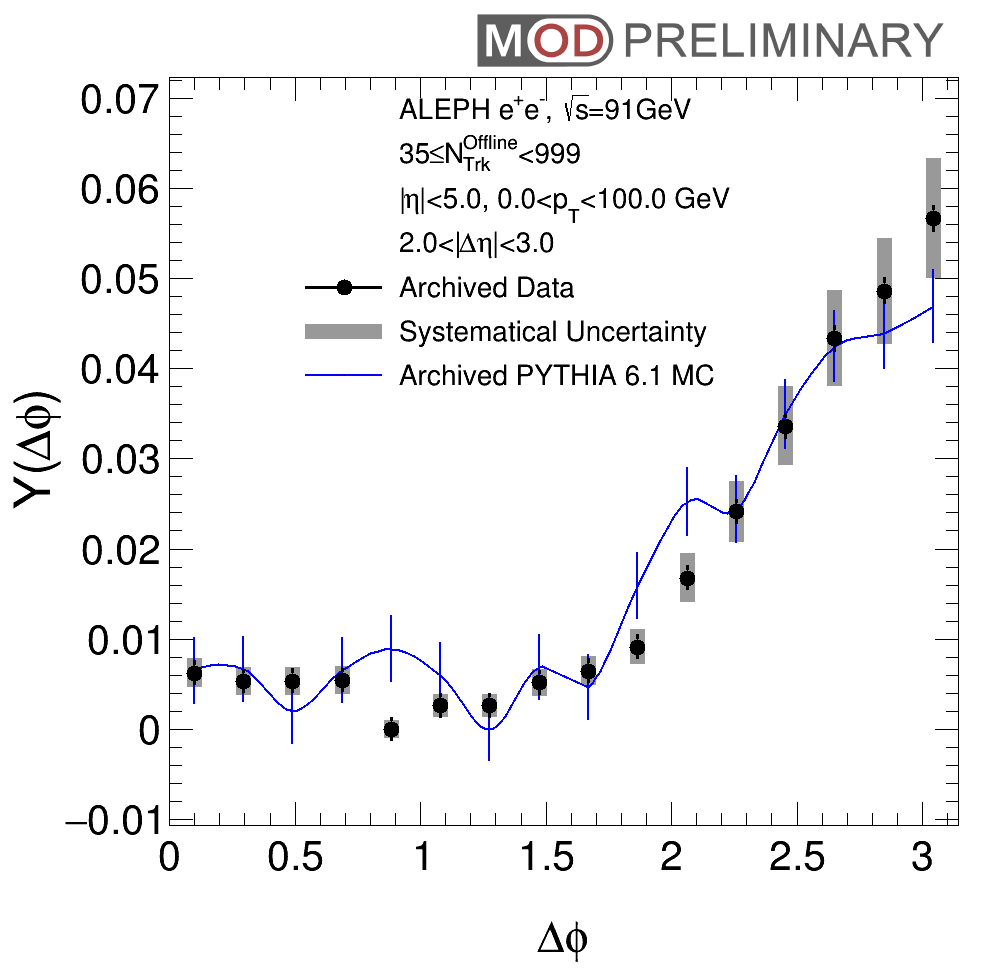 MOD PRELIMINARY
ALEPH e⁺e⁻, √s=91GeV
35≤N_Trk^Offline<999
|η|<5.0, 0.0<p_T<100.0 GeV
2.0<|Δη|<3.0
Archived Data
Systematical Uncertainty
Archived PYTHIA 6.1 MC
Y(Δϕ)
0.07
0.06
0.05
0.04
0.03
0.02
0.01
0
−0.01
0 0.5 1 1.5 2 2.5 3
Δϕ